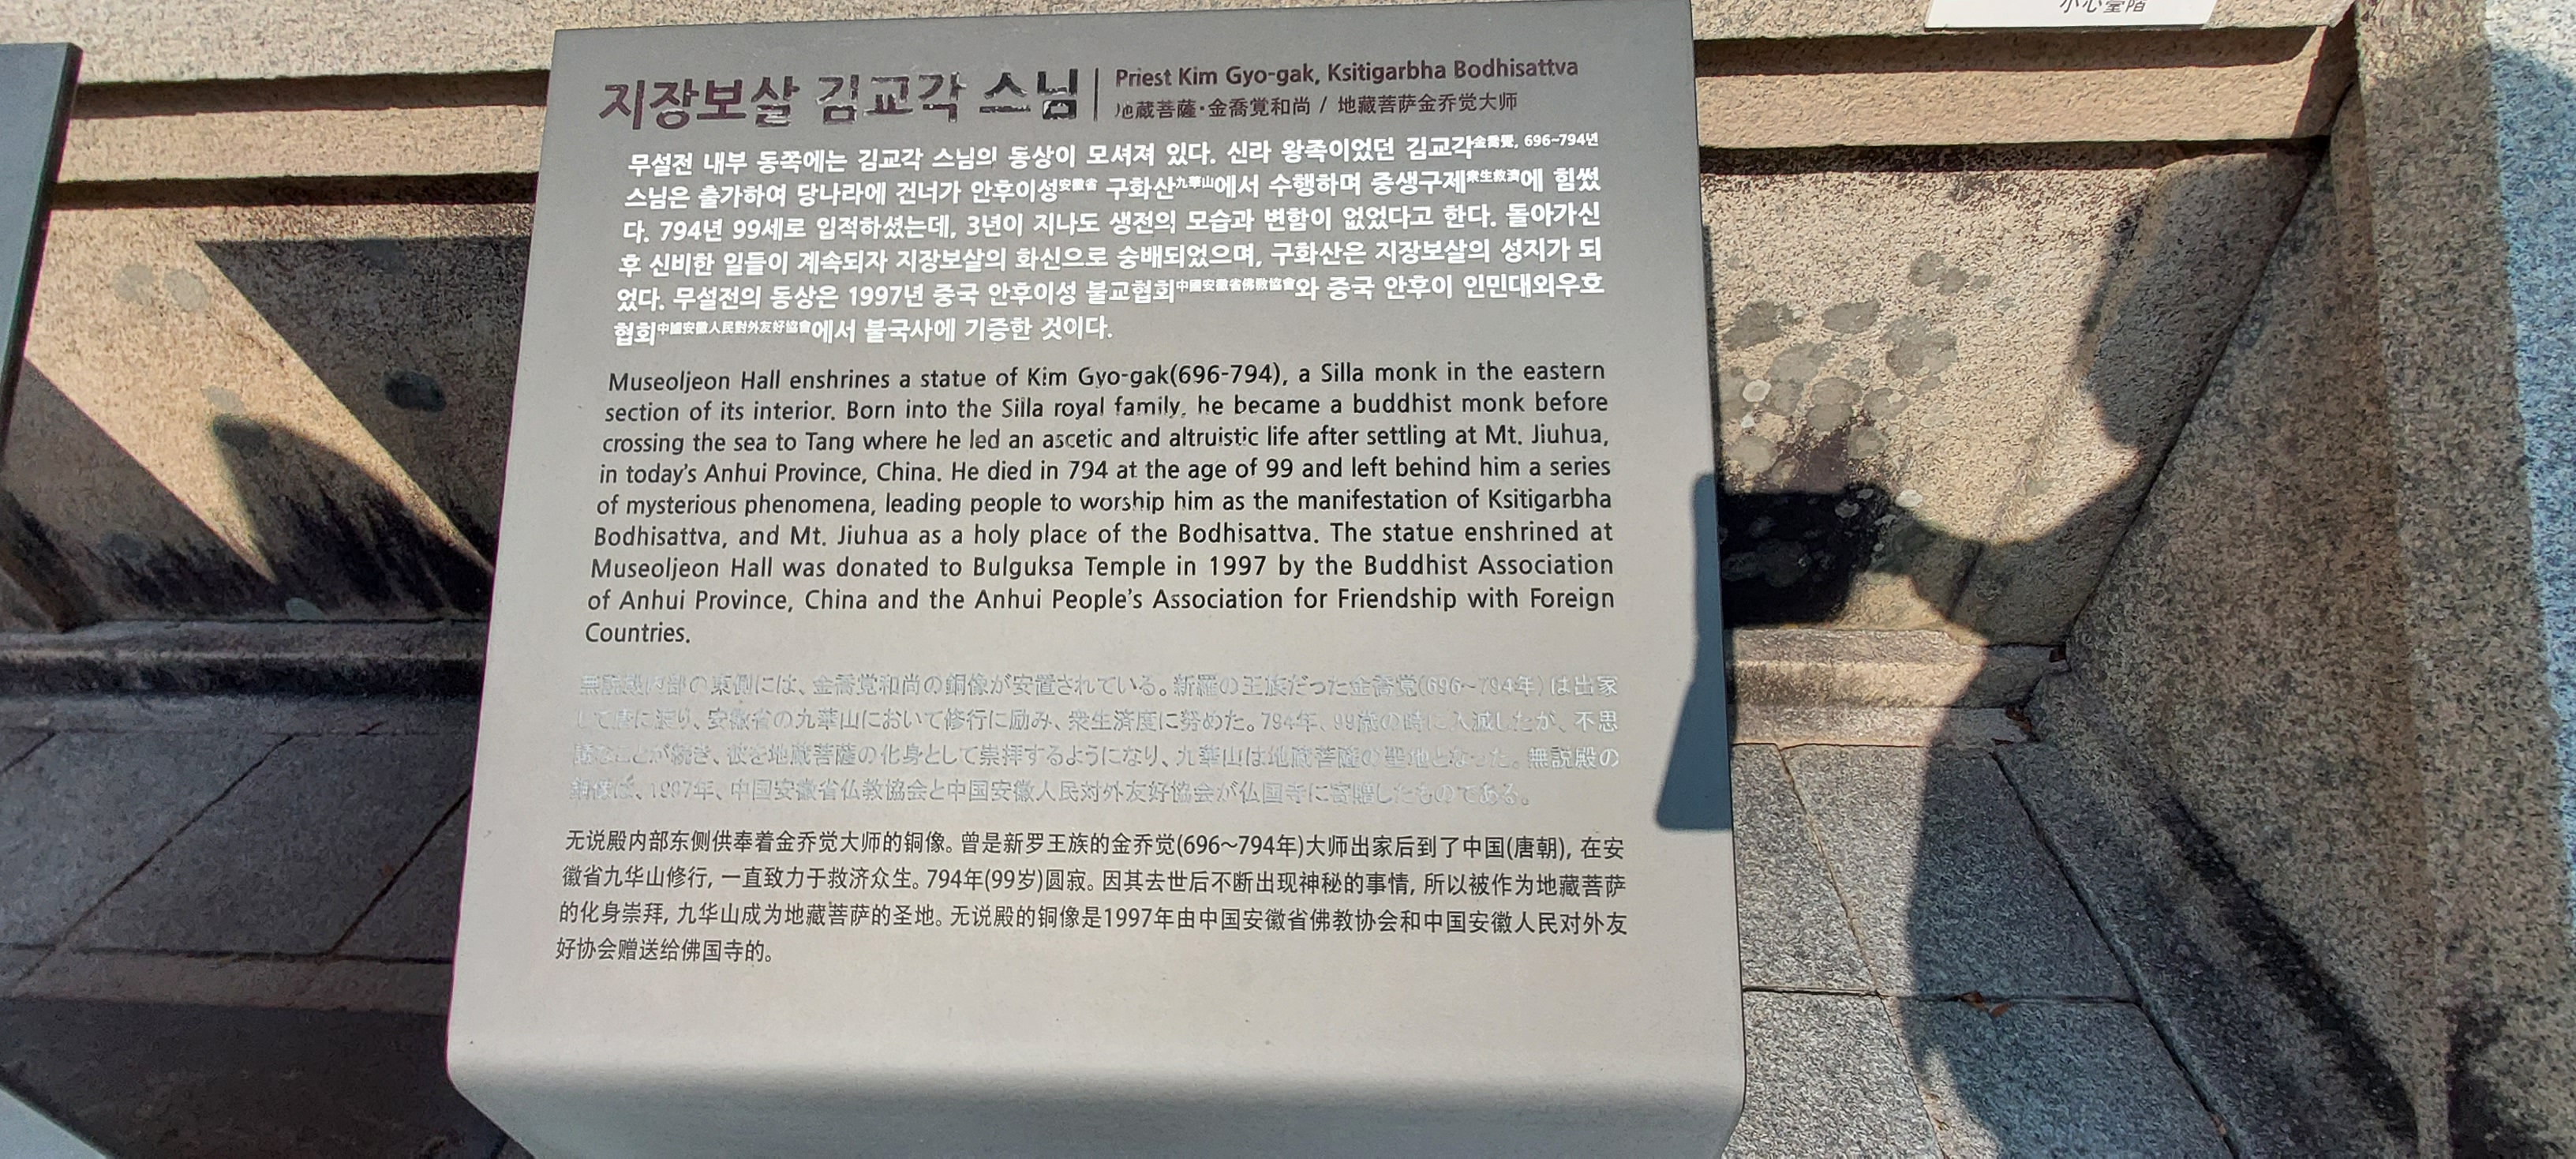 小心臺階
지장보살 김교각 스님
Priest Kim Gyo-gak, Ksitigarbha Bodhisattva
地蔵菩薩・金喬覚和尚 / 地藏菩萨金乔觉大师
무설전 내부 동쪽에는 김교각 스님의 동상이 모셔져 있다. 신라 왕족이었던 김교각金喬覺, 696~794년
스님은 출가하여 당나라에 건너가 안후이성安徽省 구화산九華山에서 수행하며 중생구제衆生救濟에 힘썼
다. 794년 99세로 입적하셨는데, 3년이 지나도 생전의 모습과 변함이 없었다고 한다. 돌아가신
후 신비한 일들이 계속되자 지장보살의 화신으로 숭배되었으며, 구화산은 지장보살의 성지가 되
었다. 무설전의 동상은 1997년 중국 안후이성 불교협회中國安徽省佛敎協會와 중국 안후이 인민대외우호
협회中國安徽人民對外友好協會에서 불국사에 기증한 것이다.
Museoljeon Hall enshrines a statue of Kim Gyo-gak(696-794), a Silla monk in the eastern
section of its interior. Born into the Silla royal family, he became a buddhist monk before
crossing the sea to Tang where he led an ascetic and altruistic life after settling at Mt. Jiuhua,
in today's Anhui Province, China. He died in 794 at the age of 99 and left behind him a series
of mysterious phenomena, leading people to worship him as the manifestation of Ksitigarbha
Bodhisattva, and Mt. Jiuhua as a holy place of the Bodhisattva. The statue enshrined at
Museoljeon Hall was donated to Bulguksa Temple in 1997 by the Buddhist Association
of Anhui Province, China and the Anhui People's Association for Friendship with Foreign
Countries.
無説殿内部の東側には、金喬覚和尚の銅像が安置されている。新羅の王族だった金喬覚(696~794年)は出家
して唐に渡り、安徽省の九華山において修行に励み、衆生済度に努めた。794年、99歳の時に入滅したが、不思
議なことが続き、彼を地蔵菩薩の化身として崇拝するようになり、九華山は地蔵菩薩の聖地となった。無説殿の
銅像は、1997年、中国安徽省仏教協会と中国安徽人民対外友好協会が仏国寺に寄贈したものである。
无说殿内部东侧供奉着金乔觉大师的铜像。曾是新罗王族的金乔觉(696~794年)大师出家后到了中国(唐朝), 在安
徽省九华山修行, 一直致力于救济众生。794年(99岁)圆寂。因其去世后不断出现神秘的事情, 所以被作为地藏菩萨
的化身崇拜, 九华山成为地藏菩萨的圣地。无说殿的铜像是1997年由中国安徽省佛教协会和中国安徽人民对外友
好协会赠送给佛国寺的。